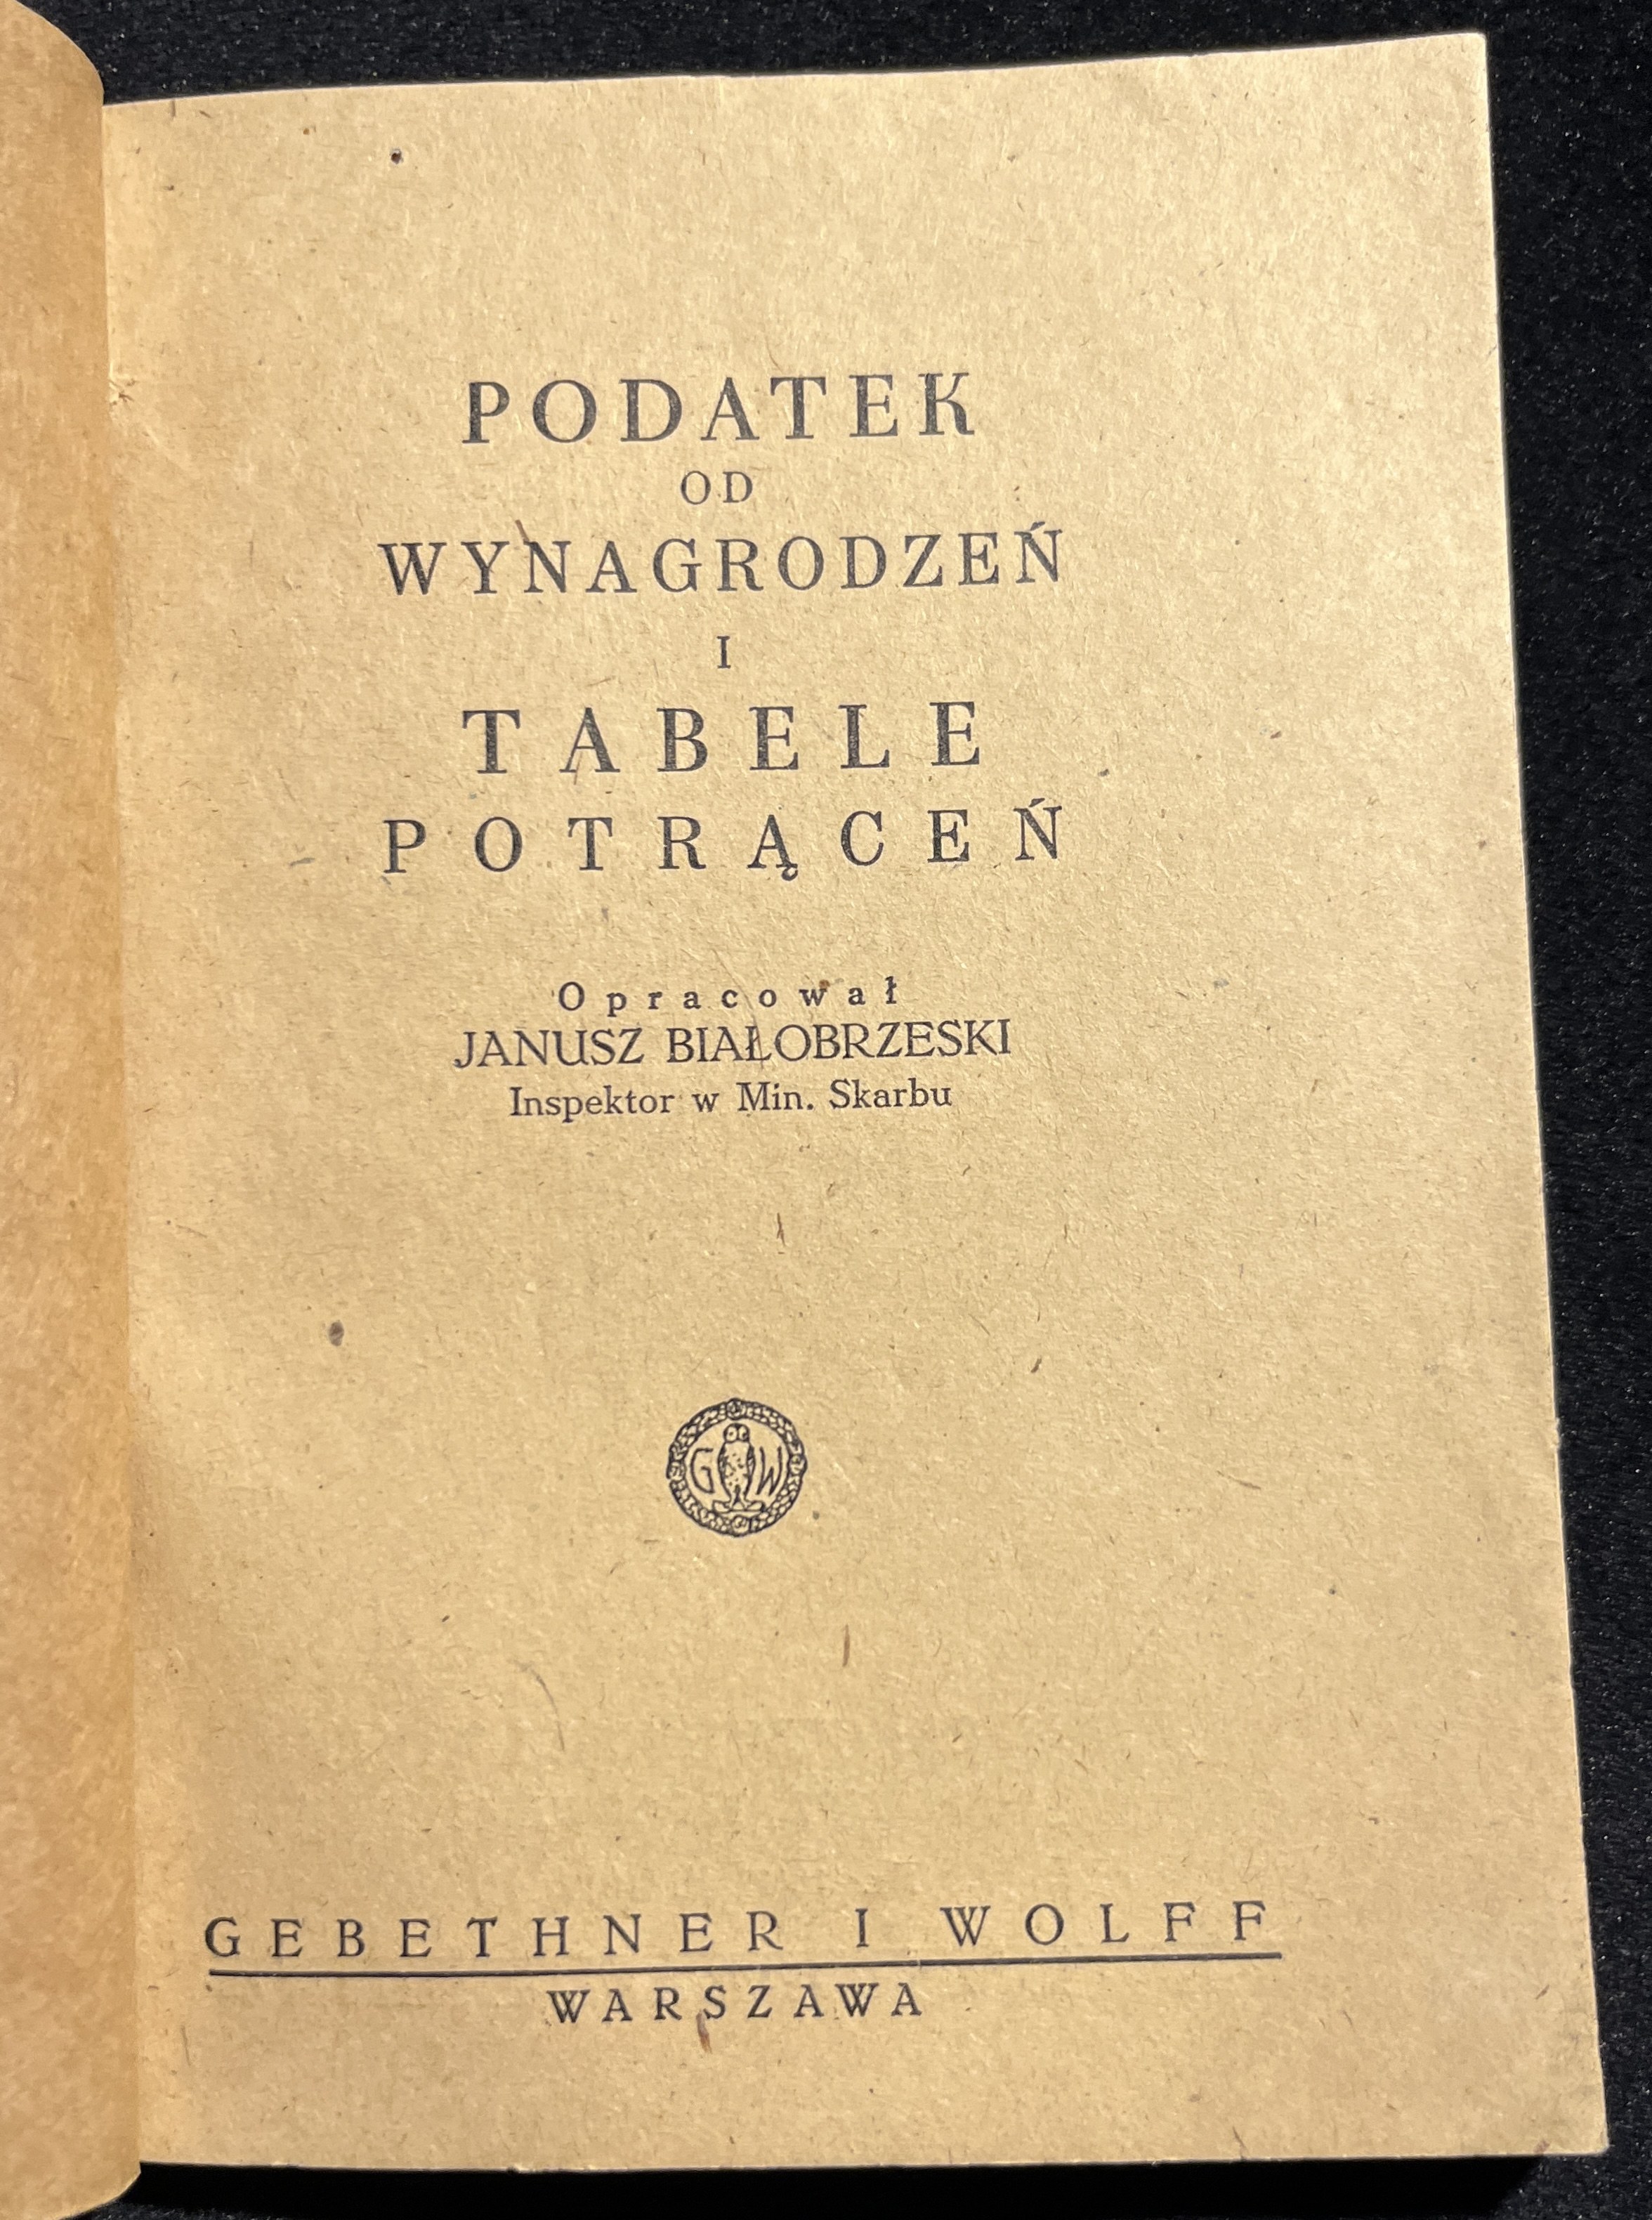 PODATEK
OD
WYNAGRODZEŃ
I
TABELE
POTRĄCEŃ
Opracował
JANUSZ BIAŁOBRZESKI
Inspektor w Min. Skarbu
G W
GEBETHNER I WOLFF
WARSZAWA